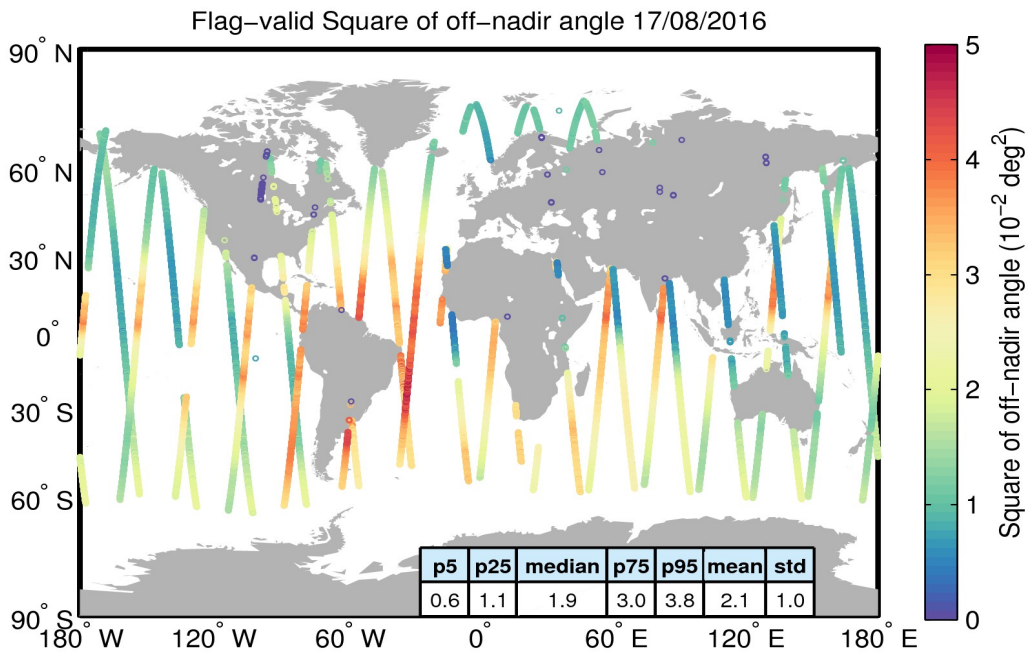 Flag−valid Square of off−nadir angle 17/08/2016
90° N
60° N
30° N
0°
30° S
60° S
90° S
180° W
120° W
60° W
0°
60° E
120° E
180° E
p5 p25 median p75 p95 mean std
0.6 1.1 1.9 3.0 3.8 2.1 1.0
5
4
3
2
1
0
Square of off−nadir angle (10⁻² deg²)